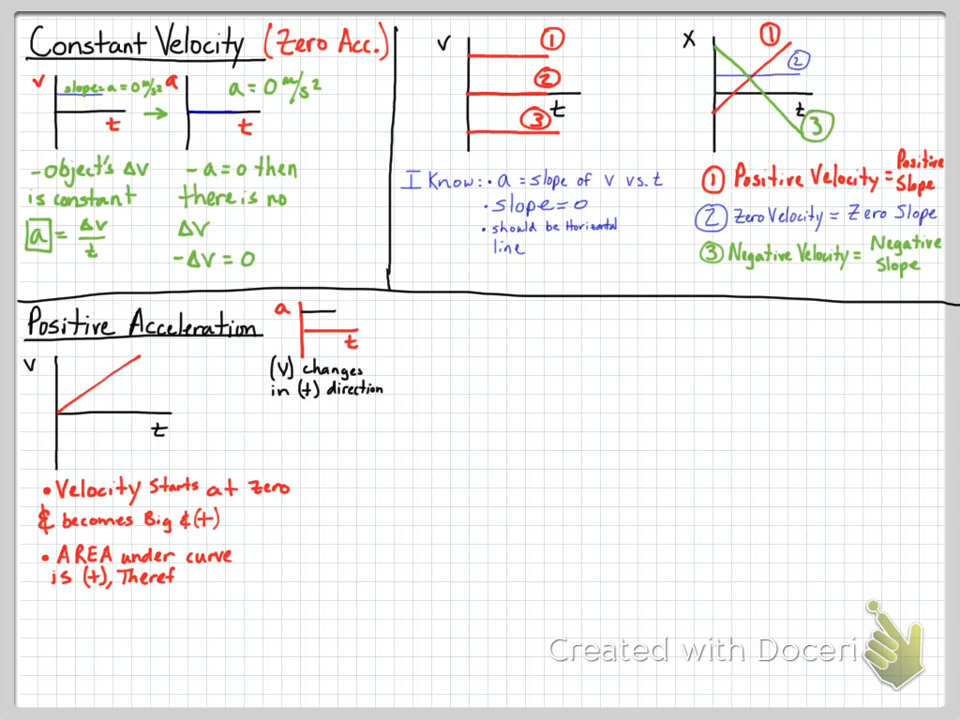 Constant Velocity (Zero Acc.)
v
slope=a=0 m/s²
t
a
a = 0 m/s²
t
-object's ΔV
is constant
a = ΔV/t
-a=0 then
there is no
ΔV
-ΔV = 0
V
1
2
3
t
I Know: • a = slope of V vs. t
• slope = 0
• should be Horizontal
line
X
1
2
3
t
1 Positive Velocity = Positive Slope
2 Zero Velocity = Zero Slope
3 Negative Velocity = Negative Slope
Positive Acceleration
V
t
a
t
(V) changes
in (+) direction
• Velocity Starts at Zero
& becomes Big & (+)
• AREA under curve
is (+), Theref
Created with Doceri